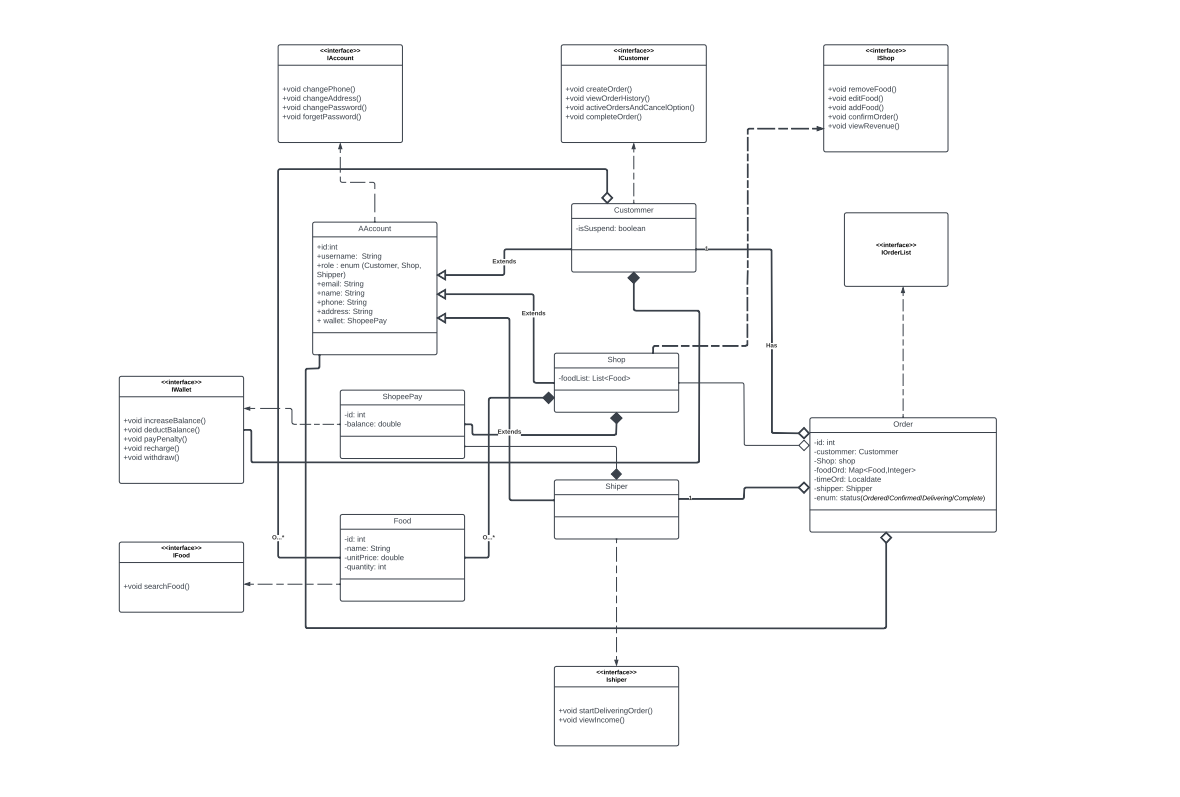 <<interface>>
IAccount
+void changePhone()
+void changeAddress()
+void changePassword()
+void forgetPassword()
<<interface>>
ICustomer
+void createOrder()
+void viewOrderHistory()
+void activeOrdersAndCancelOption()
+void completeOrder()
<<interface>>
IShop
+void removeFood()
+void editFood()
+void addFood()
+void confirmOrder()
+void viewRevenue()
AAccount
+id:int
+username:  String
+role : enum (Customer, Shop,
Shipper)
+email: String
+name: String
+phone: String
+address: String
+ wallet: ShopeePay
Custommer
-isSuspend: boolean
<<interface>>
IOrderList
1
Extends
Extends
Has
Shop
-foodList: List<Food>
<<interface>>
IWallet
+void increaseBalance()
+void deductBalance()
+void payPenalty()
+void recharge()
+void withdraw()
ShopeePay
-id: int
-balance: double
Extends
Order
-id: int
-custommer: Custommer
-Shop: shop
-foodOrd: Map<Food,Integer>
-timeOrd: Localdate
-shipper: Shipper
-enum: status(Ordered/Confirmed/Delivering/Complete)
Shiper
1
Food
-id: int
-name: String
-unitPrice: double
-quantity: int
O...*
O...*
<<interface>>
IFood
+void searchFood()
<<interface>>
Ishiper
+void startDeliveringOrder()
+void viewIncome()